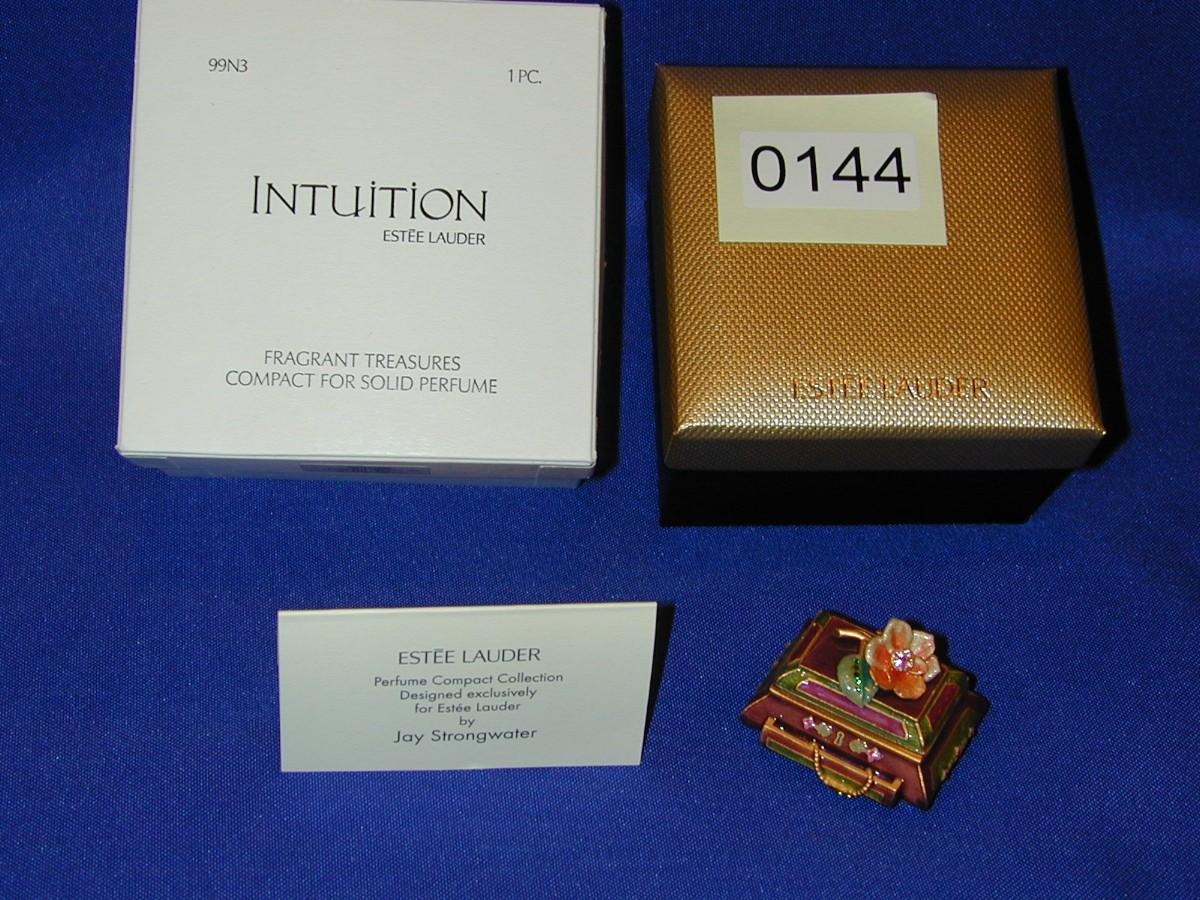 99N3
1 PC.
INTUITION
ESTĒE LAUDER
FRAGRANT TREASURES
COMPACT FOR SOLID PERFUME
0144
ESTĒE LAUDER
ESTĒE LAUDER
Perfume Compact Collection
Designed exclusively
for Estée Lauder
by
Jay Strongwater